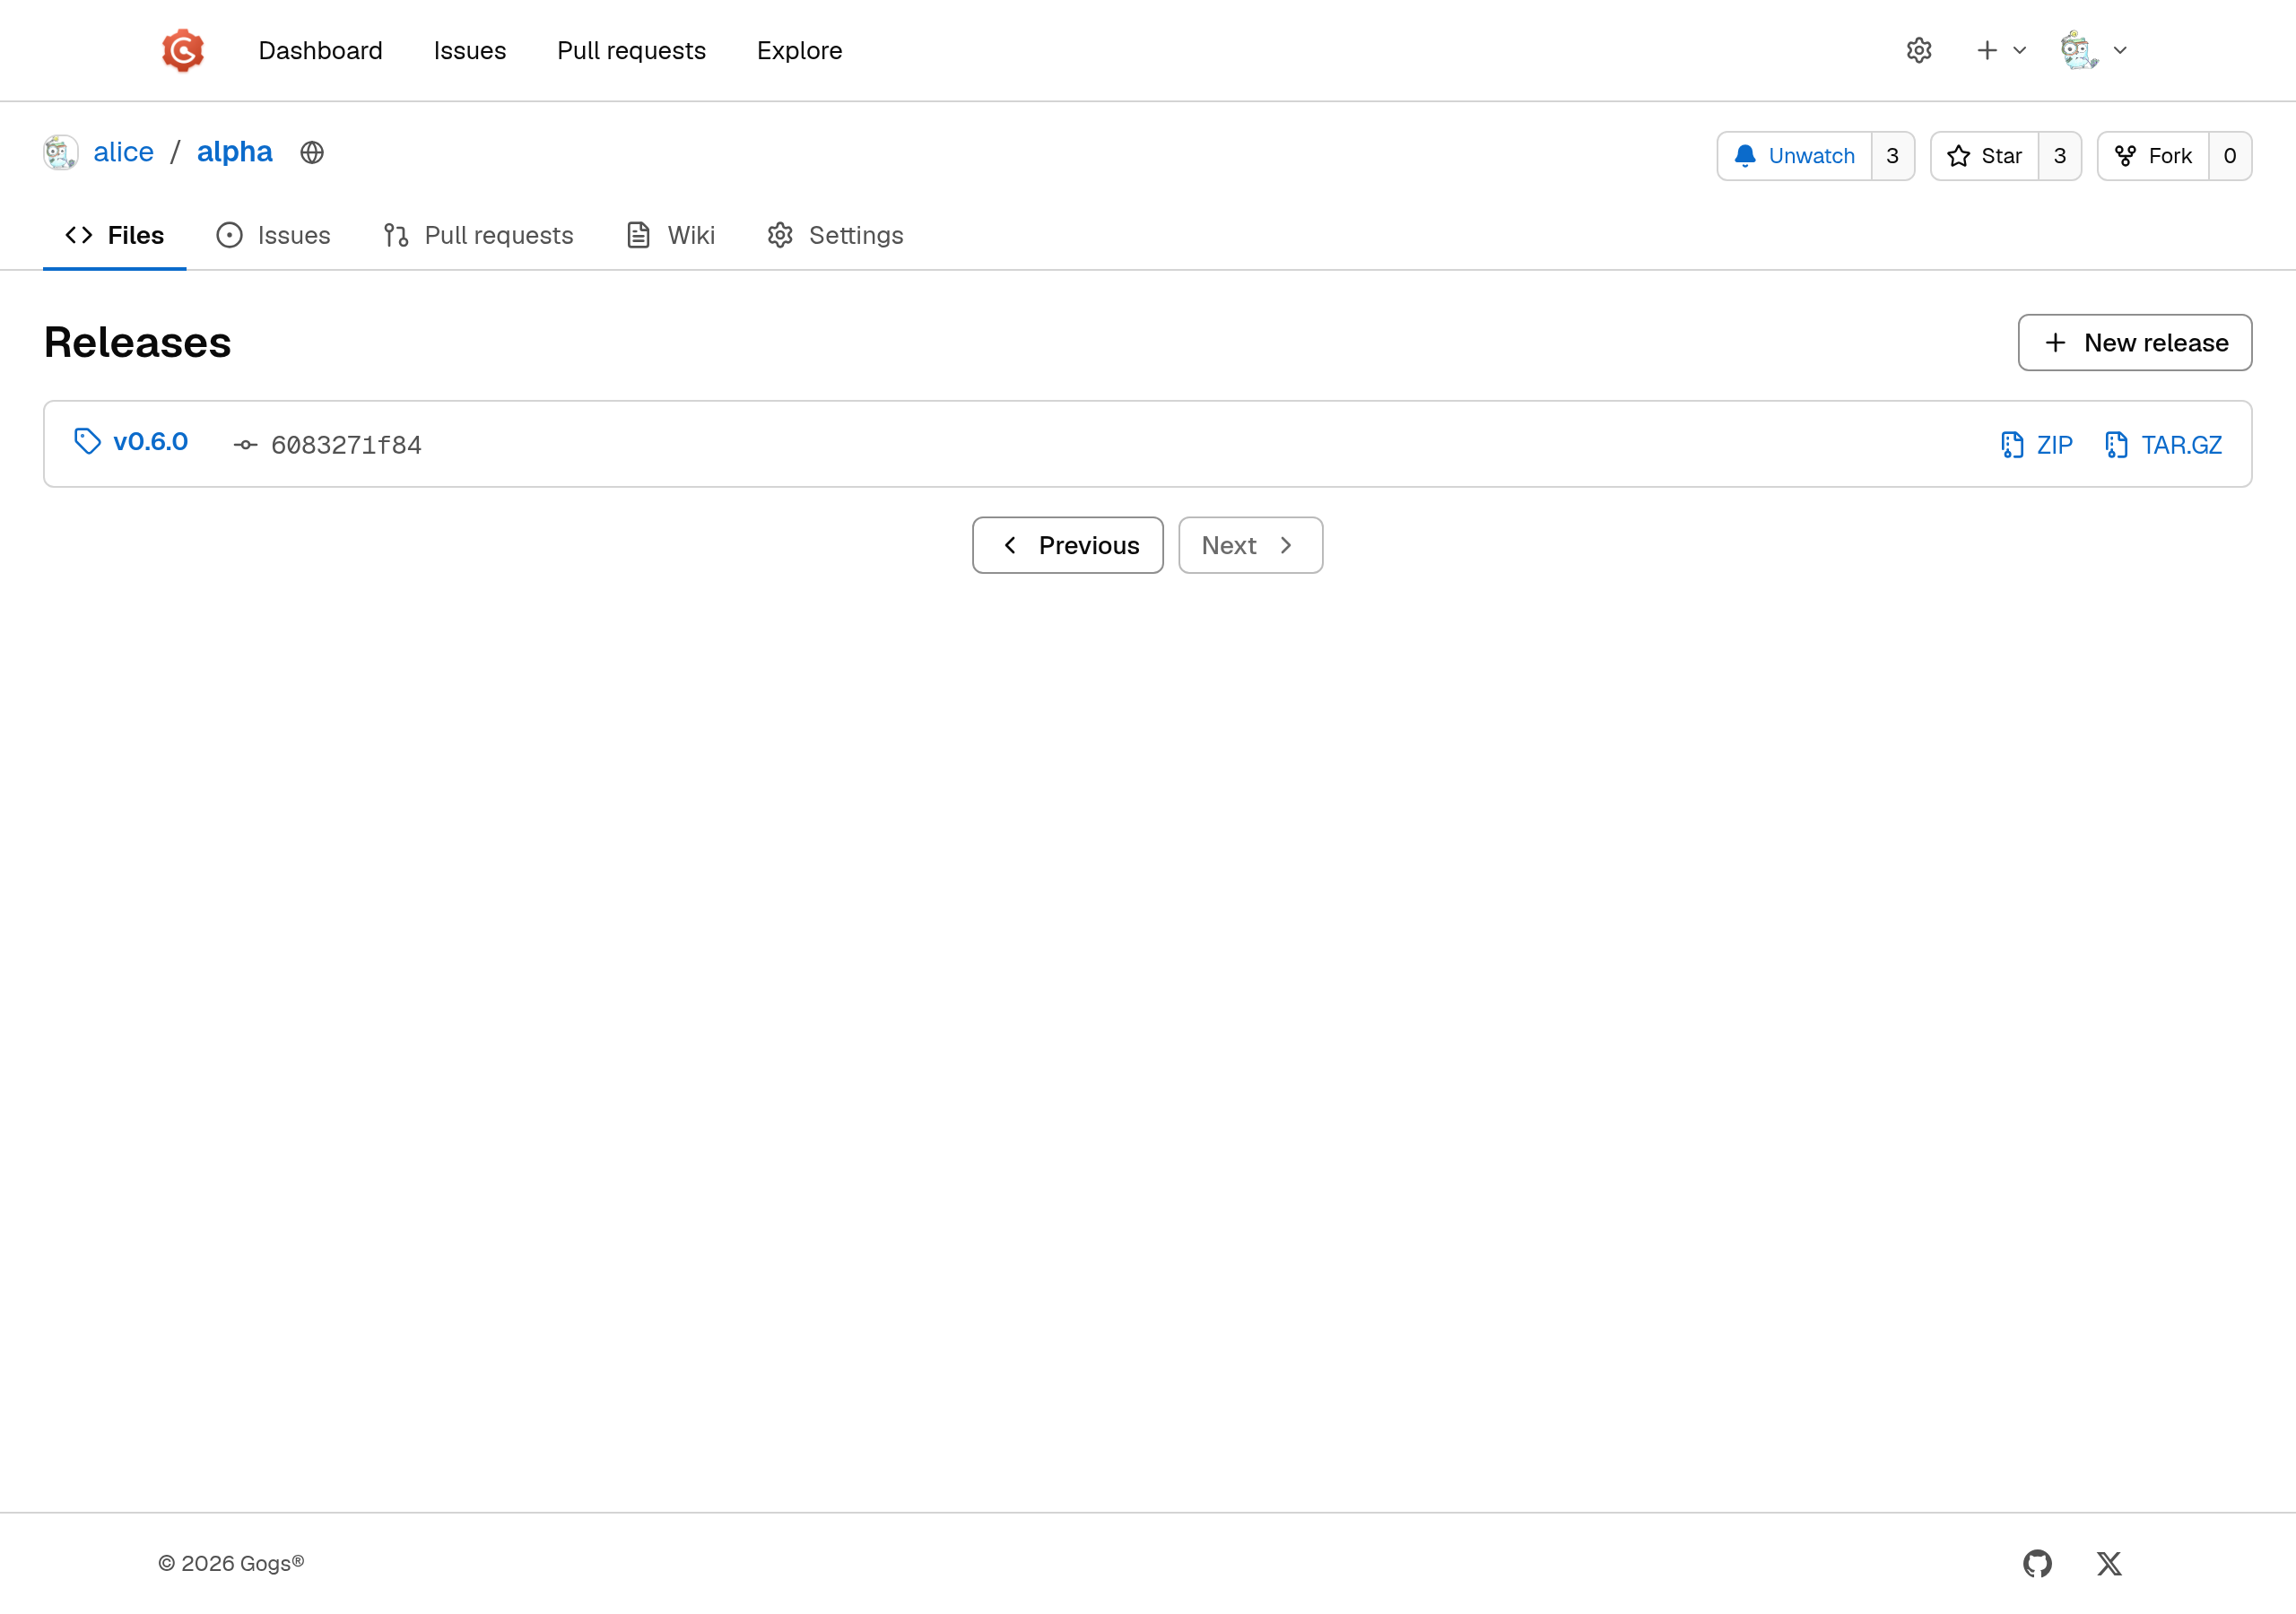 Dashboard Issues Pull requests Explore
alice / alpha Unwatch 3 Star 3 Fork 0
Files Issues Pull requests Wiki Settings
Releases New release
v0.6.0 6083271f84 ZIP TAR.GZ
Previous Next
© 2026 Gogs®